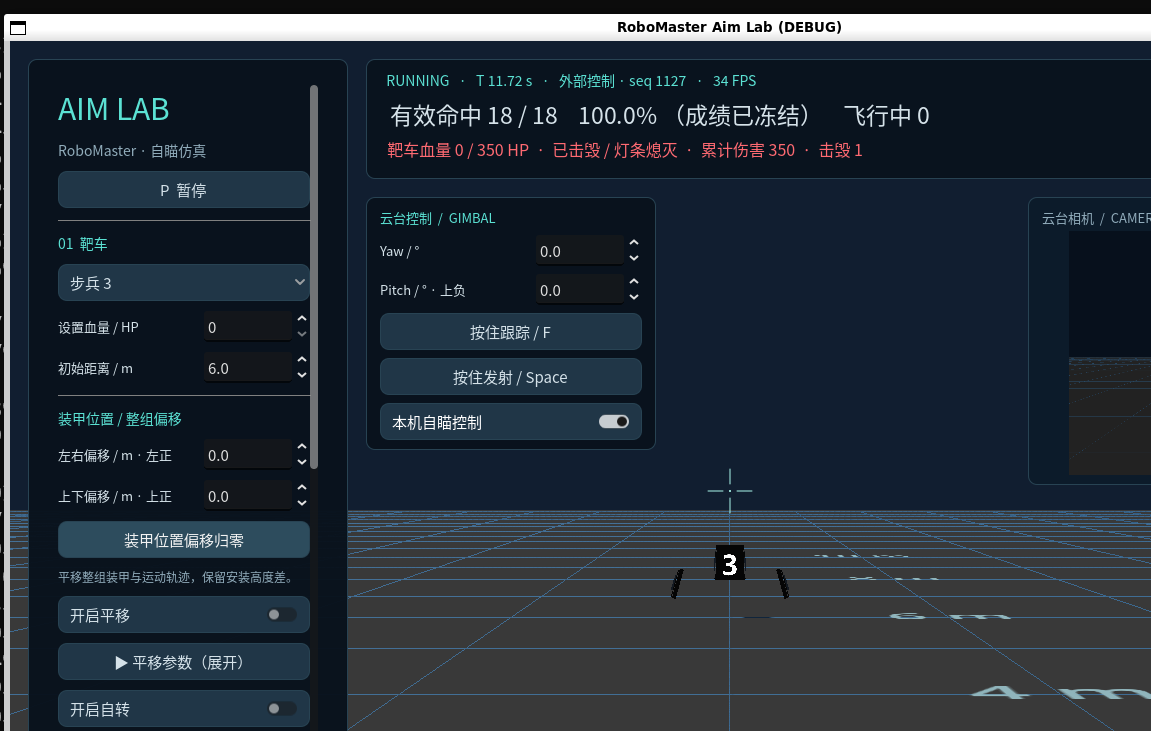 RoboMaster Aim Lab (DEBUG)
AIM LAB
RoboMaster · 自瞄仿真
P 暂停
01 靶车
步兵 3
设置血量 / HP 0
初始距离 / m 6.0
装甲位置 / 整组偏移
左右偏移 / m · 左正 0.0
上下偏移 / m · 上正 0.0
装甲位置偏移归零
平移整组装甲与运动轨迹，保留安装高度差。
开启平移
▶ 平移参数（展开）
开启自转
RUNNING · T 11.72 s · 外部控制 · seq 1127 · 34 FPS
有效命中 18 / 18 100.0% （成绩已冻结） 飞行中 0
靶车血量 0 / 350 HP · 已击毁 / 灯条熄灭 · 累计伤害 350 · 击毁 1
云台控制 / GIMBAL
Yaw / ° 0.0
Pitch / ° · 上负 0.0
按住跟踪 / F
按住发射 / Space
本机自瞄控制
云台相机 / CAMER
3
6 m
4 m